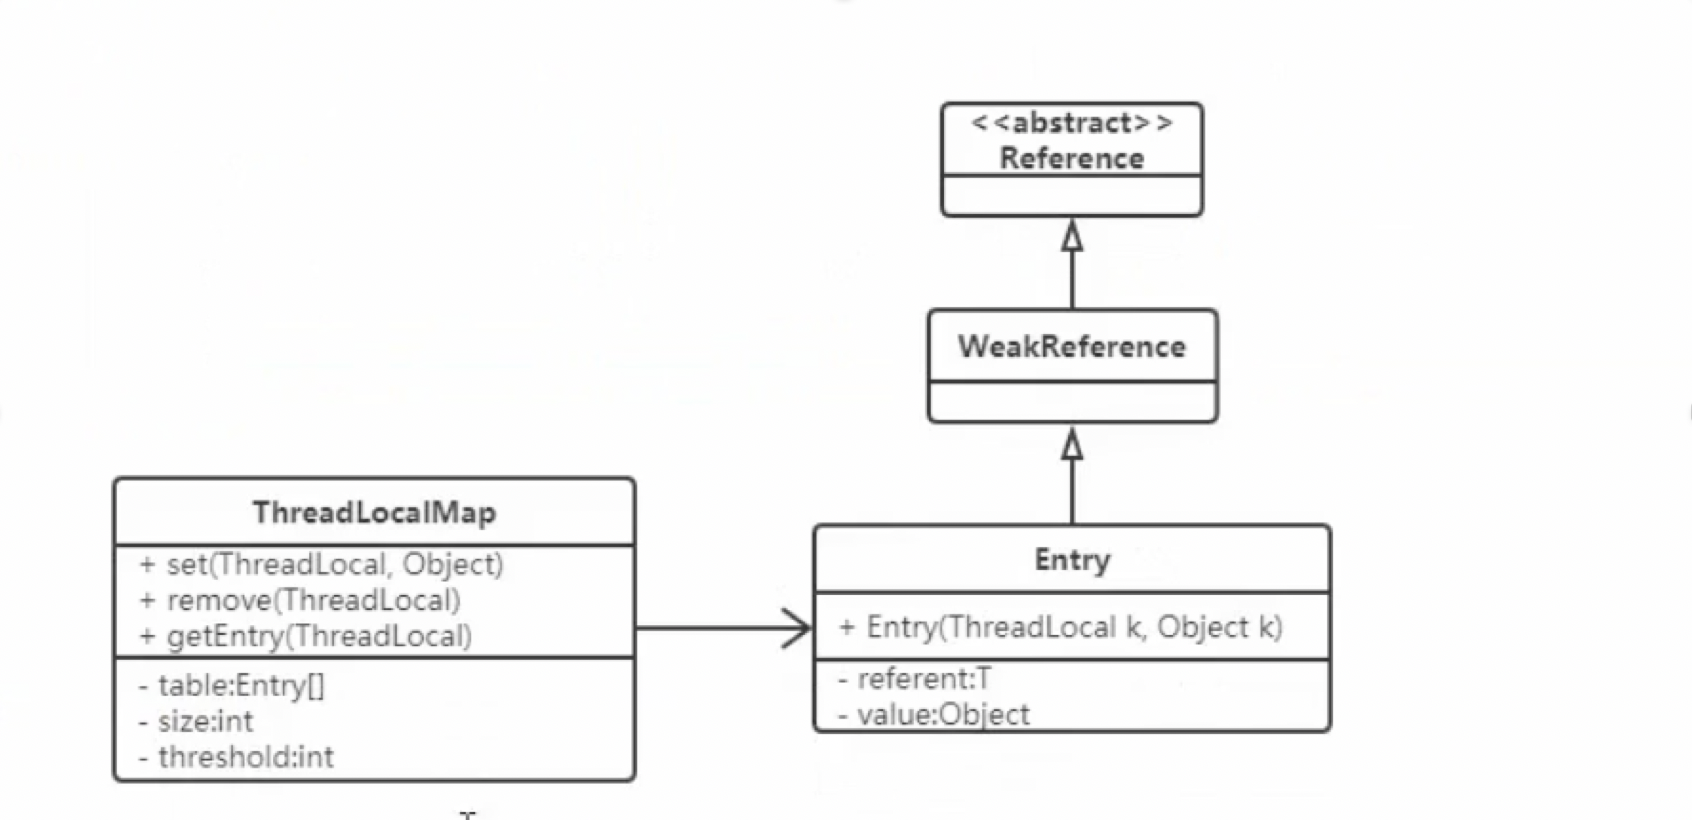 <<abstract>>
Reference
WeakReference
ThreadLocalMap
+ set(ThreadLocal, Object)
+ remove(ThreadLocal)
+ getEntry(ThreadLocal)
- table:Entry[]
- size:int
- threshold:int
Entry
+ Entry(ThreadLocal k, Object k)
- referent:T
- value:Object